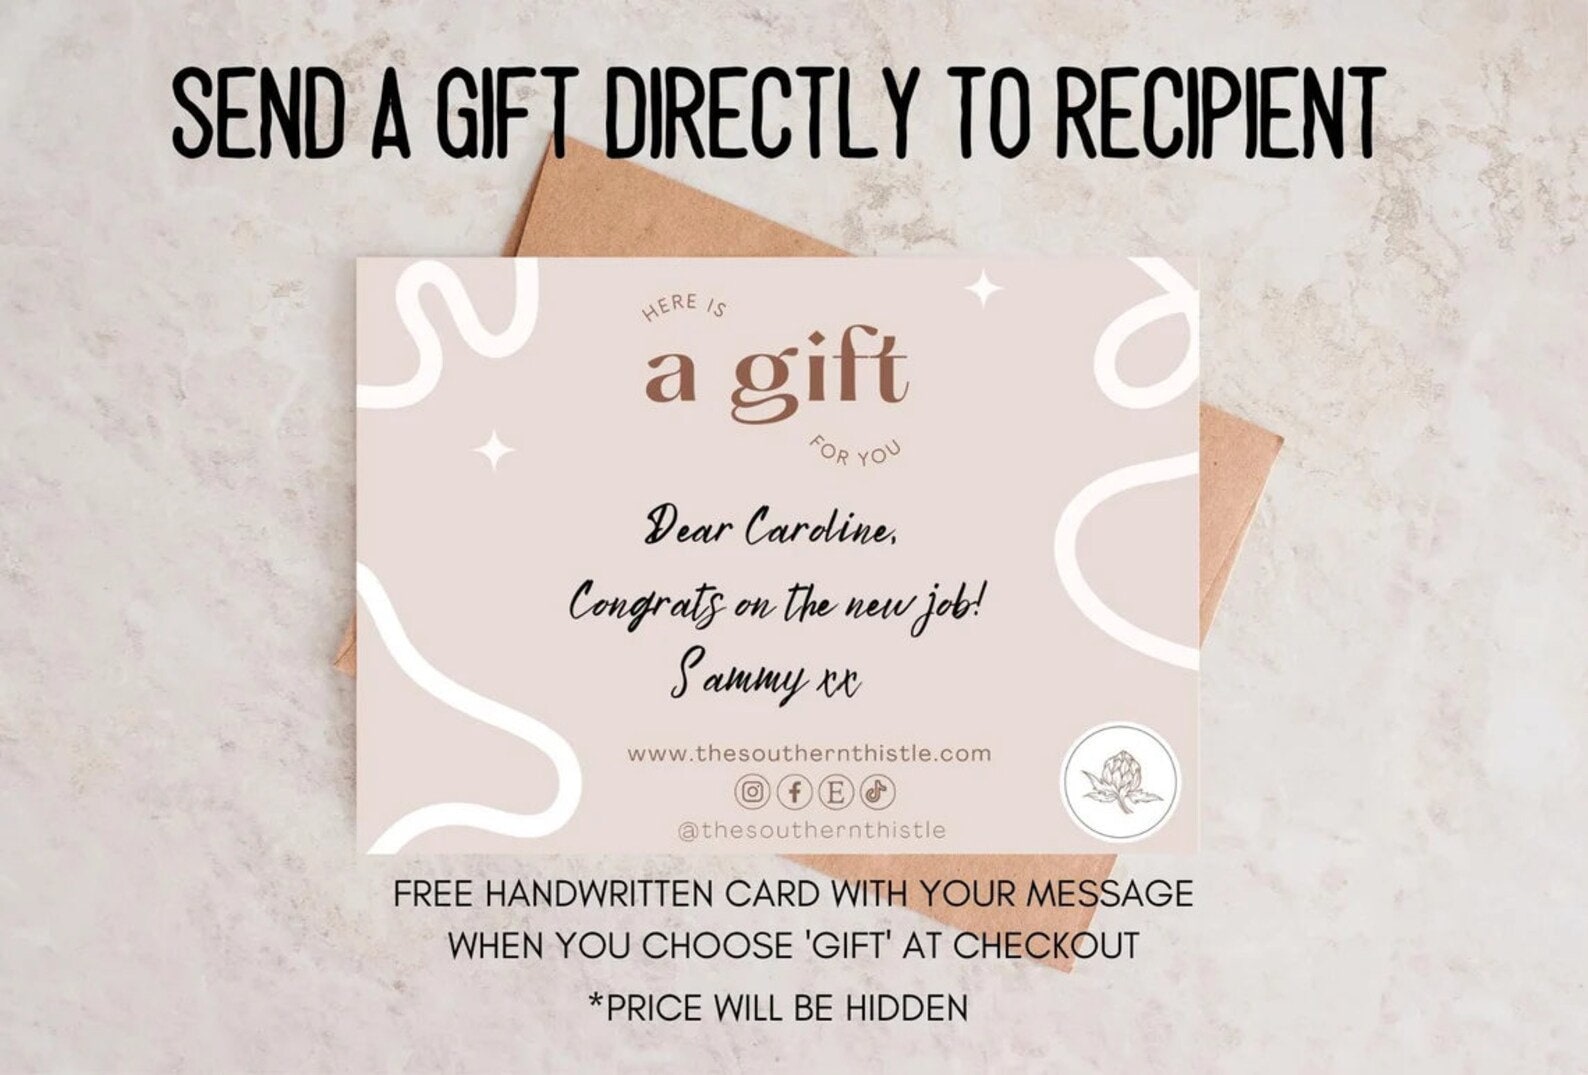 SEND A GIFT DIRECTLY TO RECIPIENT
HERE IS
a gift
FOR YOU
Dear Caroline,
Congrats on the new job!
Sammy xx
www.thesouthernthistle.com
E
@thesouthernthistle
FREE HANDWRITTEN CARD WITH YOUR MESSAGE
WHEN YOU CHOOSE 'GIFT' AT CHECKOUT
*PRICE WILL BE HIDDEN